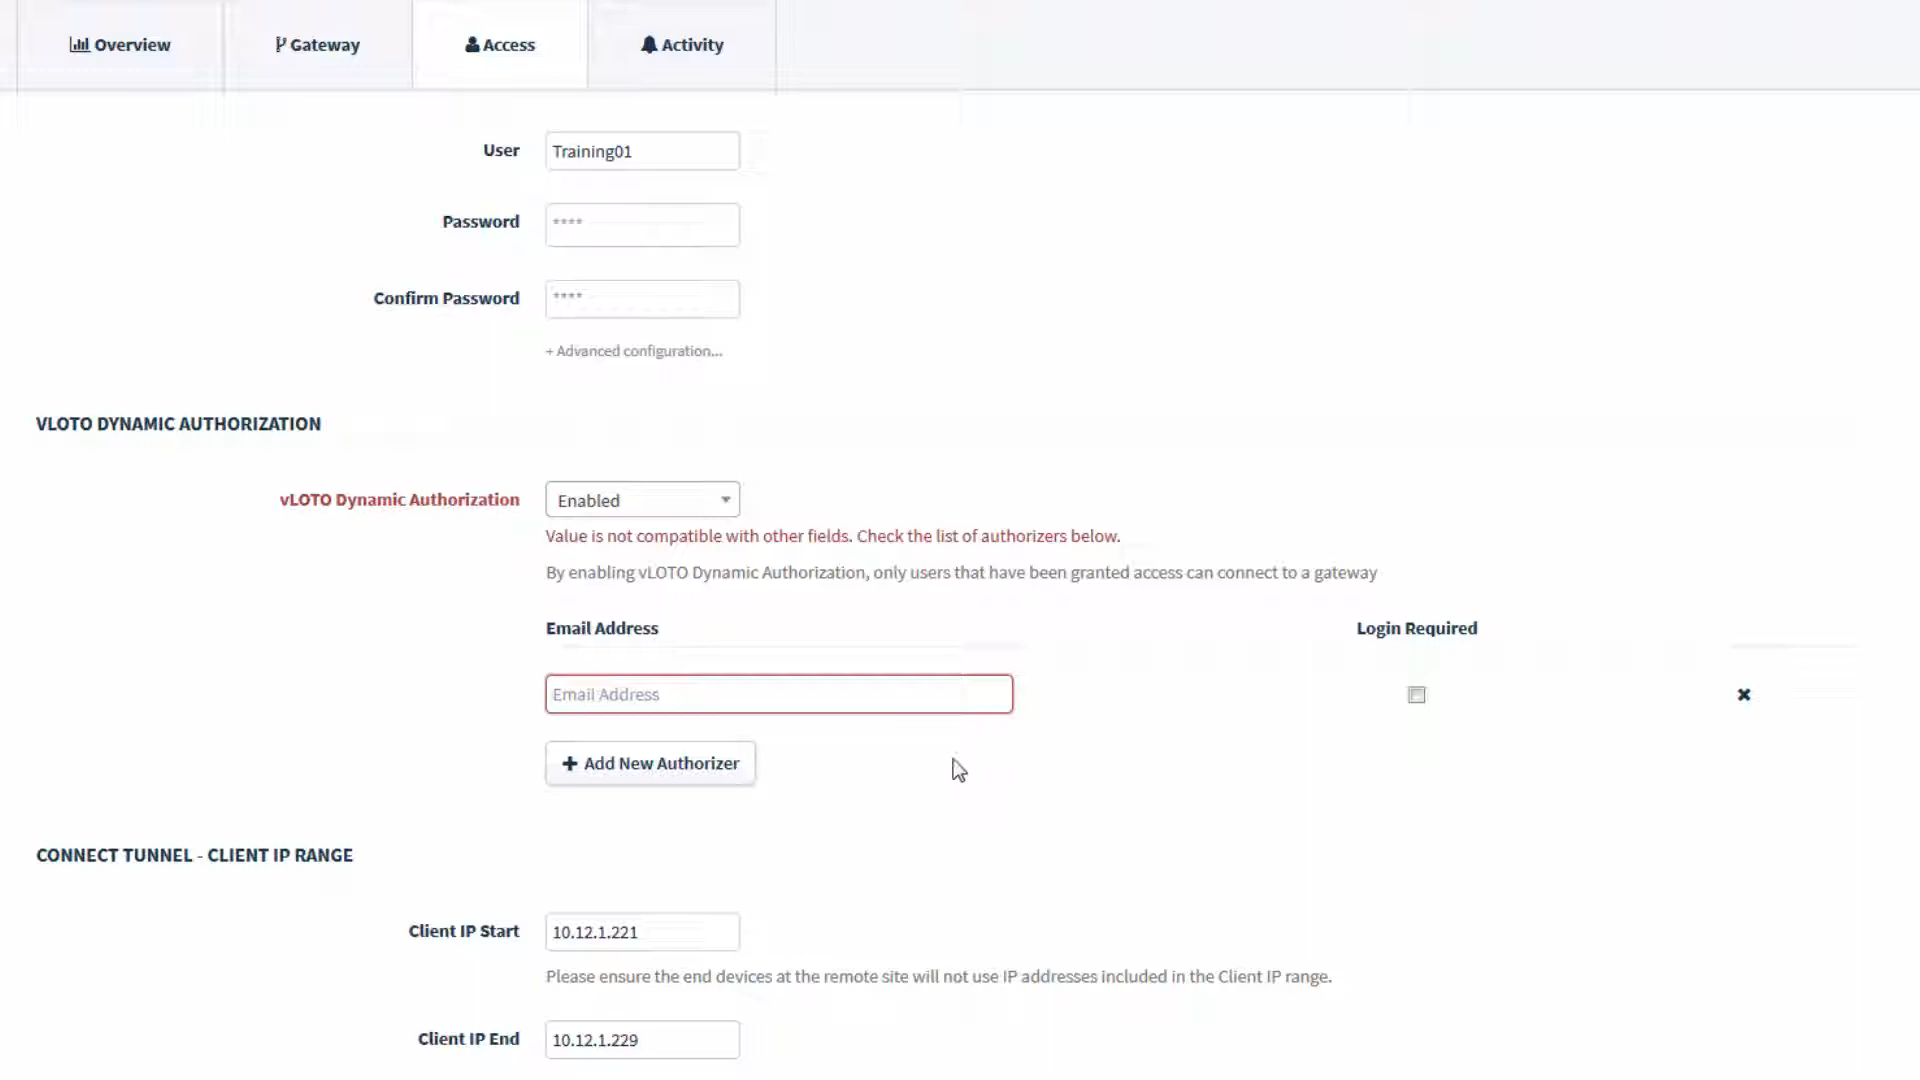 Overview
Gateway
Access
Activity
User
Training01
Password
****
Confirm Password
****
+ Advanced configuration...
VLOTO DYNAMIC AUTHORIZATION
vLOTO Dynamic Authorization
Enabled
Value is not compatible with other fields. Check the list of authorizers below.
By enabling vLOTO Dynamic Authorization, only users that have been granted access can connect to a gateway
Email Address
Login Required
Email Address
+ Add New Authorizer
CONNECT TUNNEL - CLIENT IP RANGE
Client IP Start
10.12.1.221
Please ensure the end devices at the remote site will not use IP addresses included in the Client IP range.
Client IP End
10.12.1.229